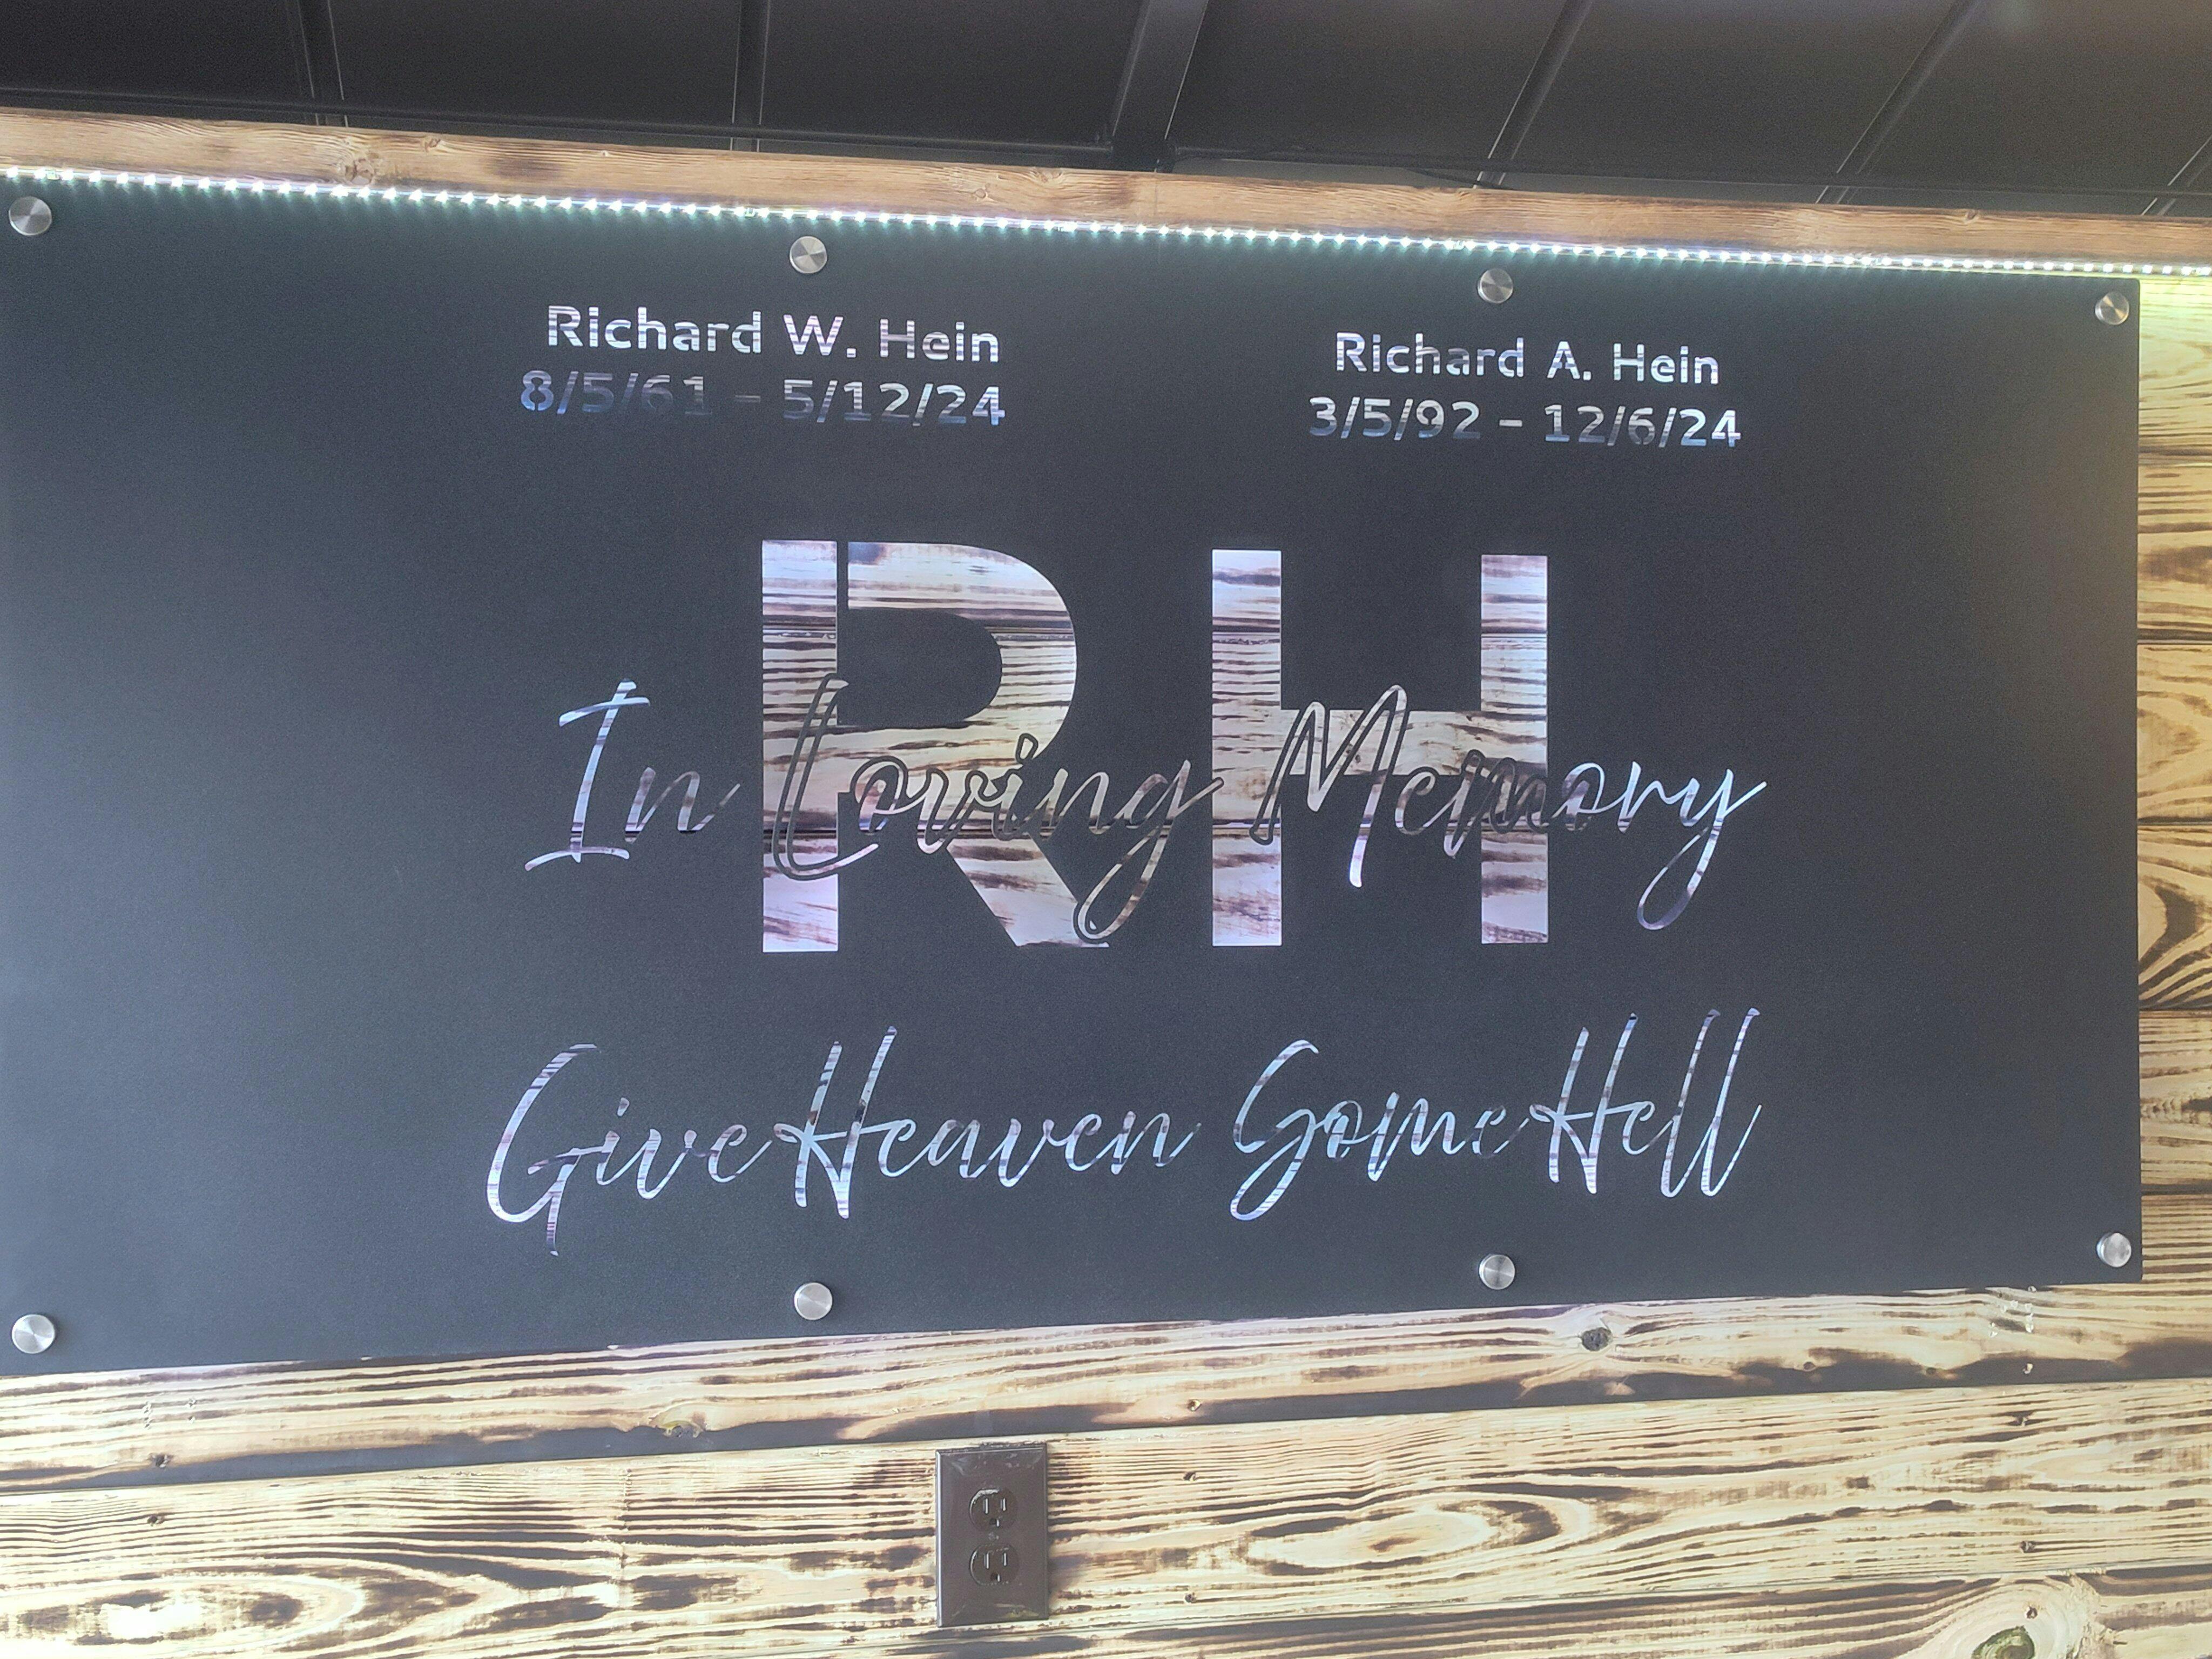 Richard W. Hein
8/5/61 - 5/12/24
Richard A. Hein
3/5/92 - 12/6/24
RH
In Loving Memory
Give Heaven Some Hell